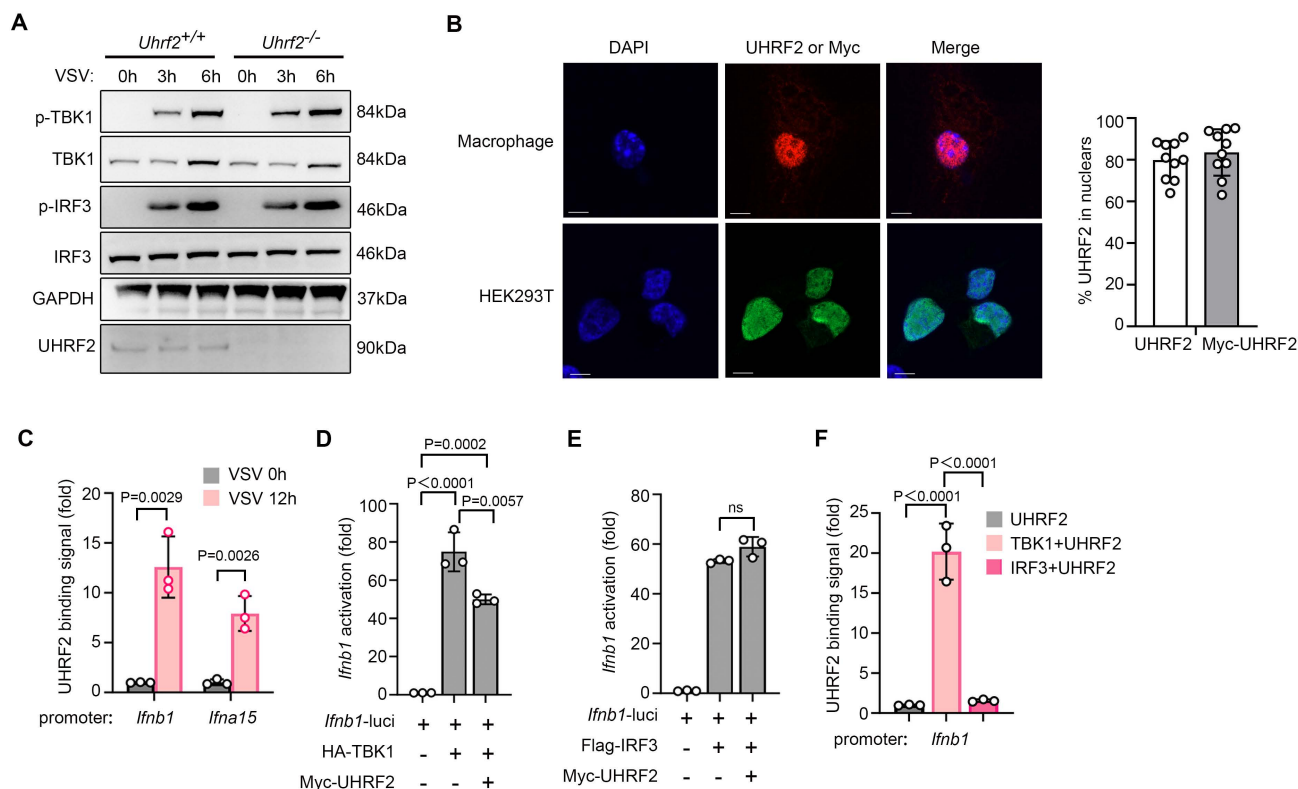 A
Uhrf2+/+ Uhrf2-/-
VSV: 0h 3h 6h 0h 3h 6h
p-TBK1 84kDa
TBK1 84kDa
p-IRF3 46kDa
IRF3 46kDa
GAPDH 37kDa
UHRF2 90kDa
B
DAPI UHRF2 or Myc Merge
Macrophage
HEK293T
% UHRF2 in nuclears
100
80
60
40
20
0
UHRF2 Myc-UHRF2
C
VSV 0h
VSV 12h
UHRF2 binding signal (fold)
20
15
10
5
0
P=0.0029
P=0.0026
promoter: Ifnb1 Ifna15
D
P=0.0002
P<0.0001
P=0.0057
Ifnb1 activation (fold)
100
80
60
40
20
0
Ifnb1-luci + + +
HA-TBK1 - + +
Myc-UHRF2 - - +
E
Ifnb1 activation (fold)
80
60
40
20
0
ns
Ifnb1-luci + + +
Flag-IRF3 - + +
Myc-UHRF2 - - +
F
P<0.0001
P<0.0001
UHRF2 binding signal (fold)
25
20
15
10
5
0
UHRF2
TBK1+UHRF2
IRF3+UHRF2
promoter: Ifnb1